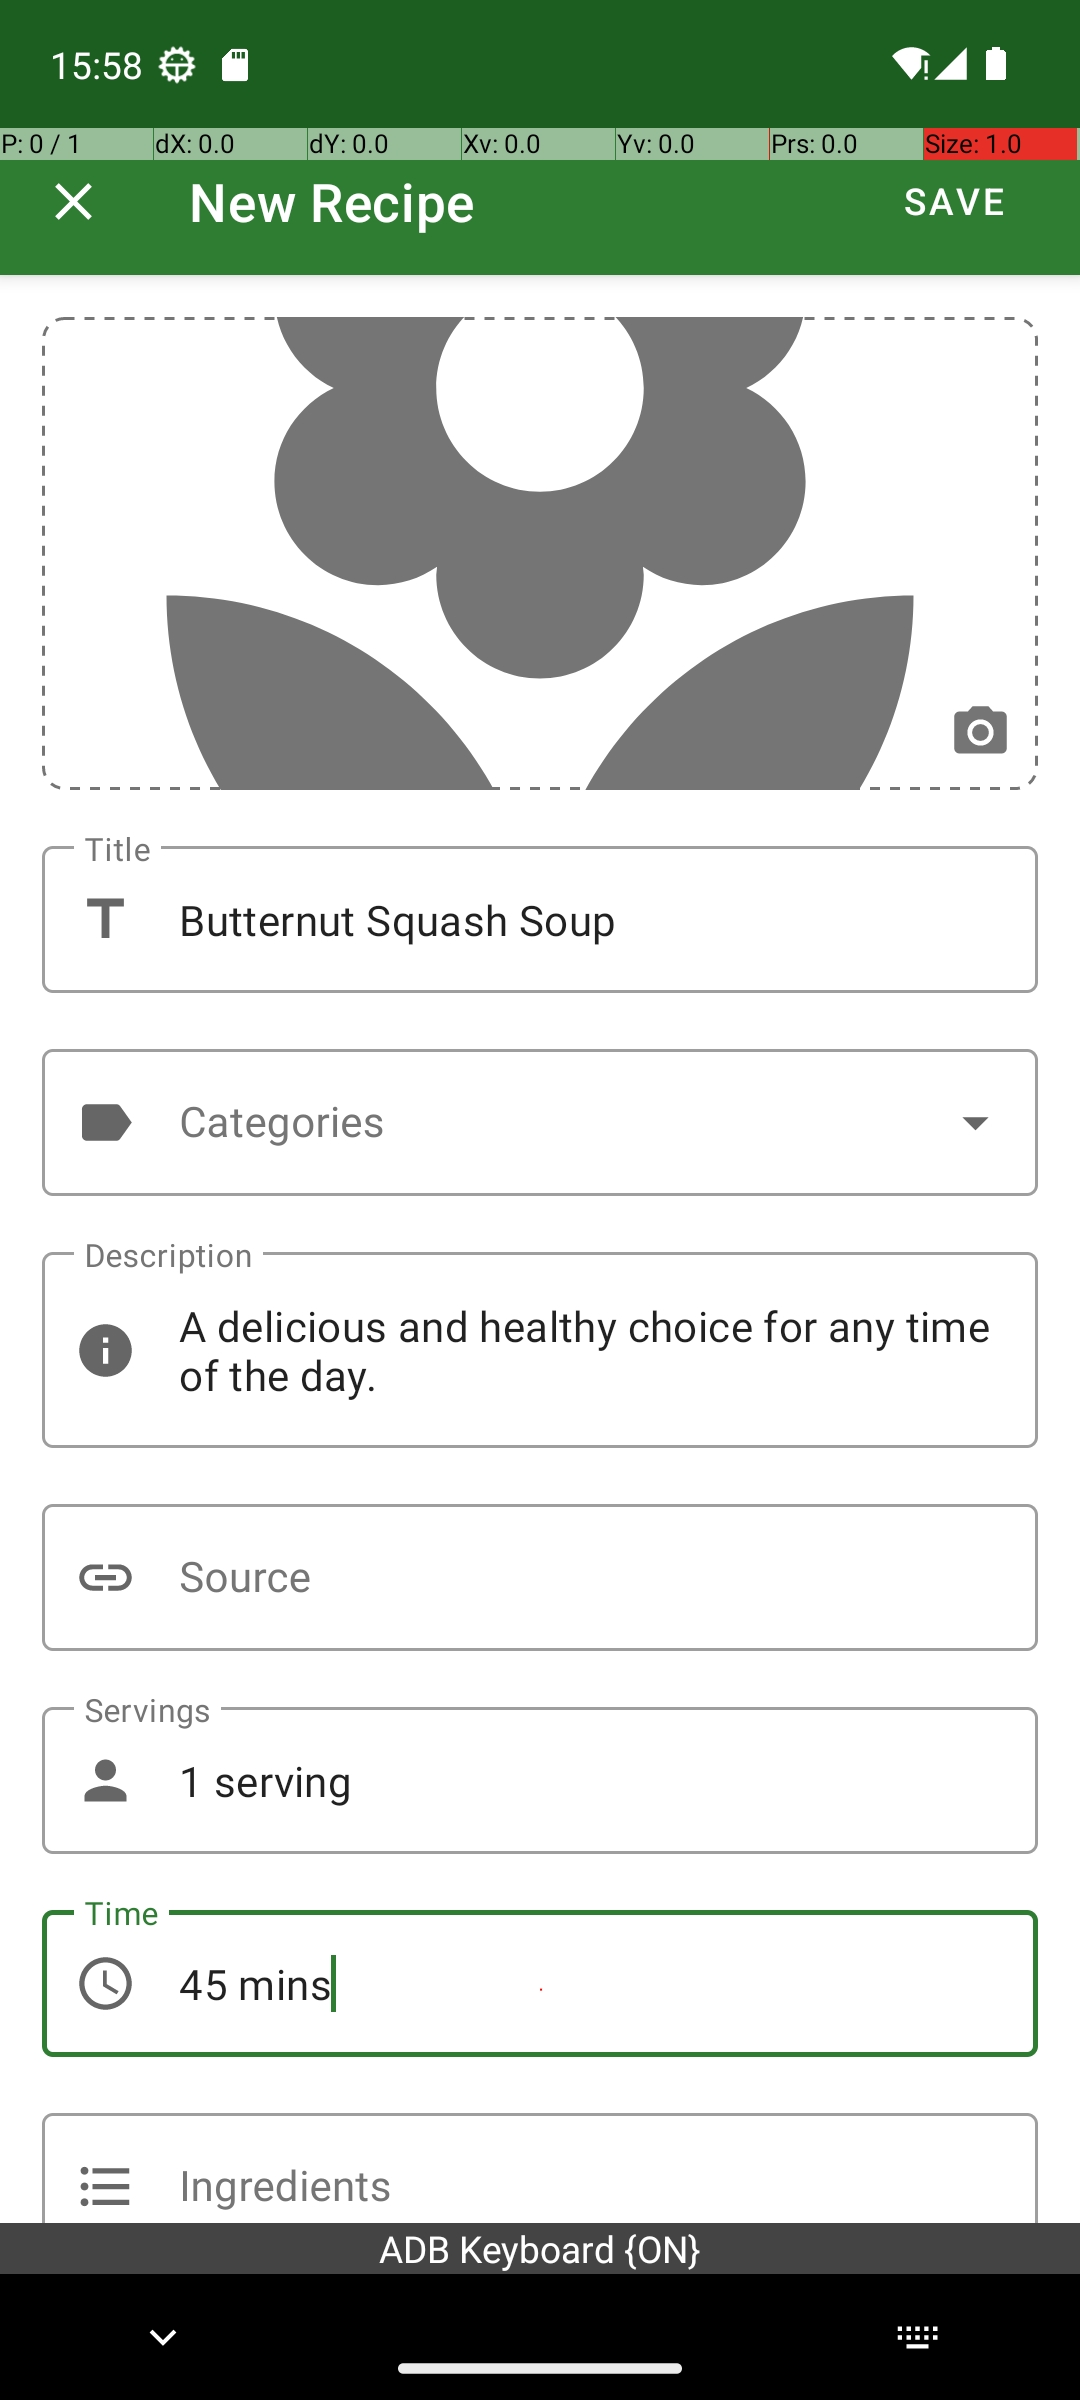 15:58
P: 0 / 1 dX: 0.0 dY: 0.0 Xv: 0.0 Yv: 0.0 Prs: 0.0 Size: 1.0
New Recipe SAVE
Title
Butternut Squash Soup
Categories
Description
A delicious and healthy choice for any time
of the day.
Source
Servings
1 serving
Time
45 mins
Ingredients
ADB Keyboard {ON}